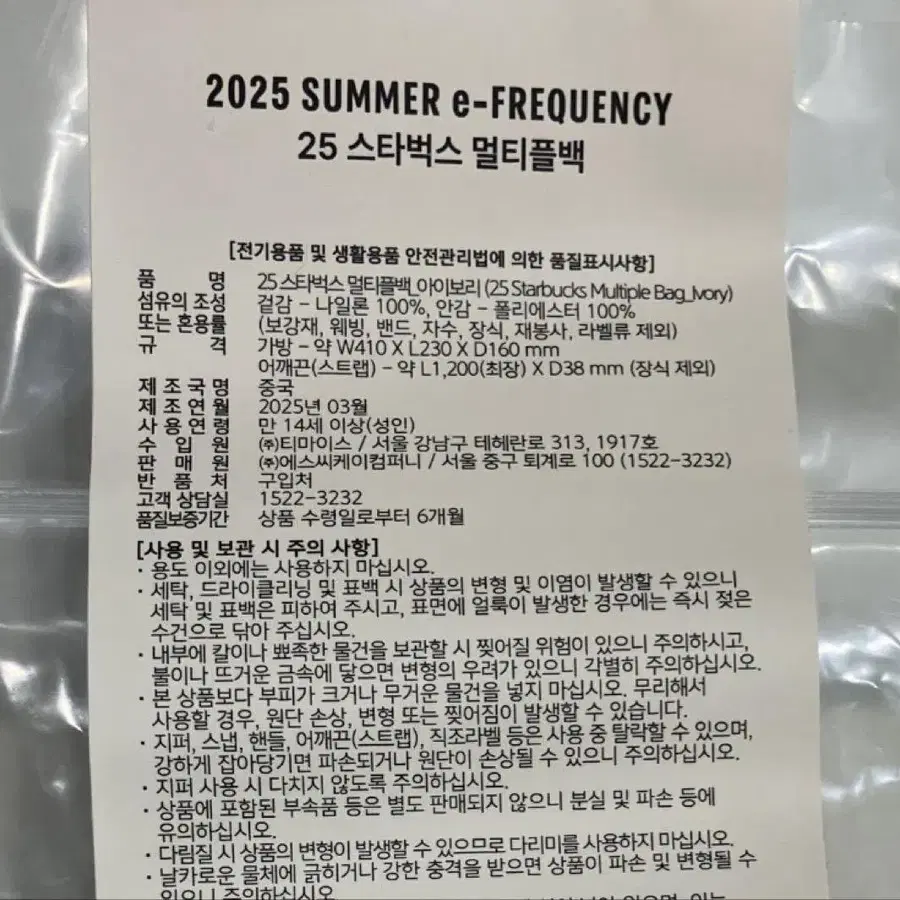 2025 SUMMER e-FREQUENCY
25 스타벅스 멀티플백
[전기용품 및 생활용품 안전관리법에 의한 품질표시사항]
품 명 25 스타벅스 멀티플백_아이보리 (25 Starbucks Multiple Bag_Ivory)
섬유의 조성 겉감 - 나일론 100%, 안감 - 폴리에스터 100%
또는 혼용률 (보강재, 웨빙, 밴드, 자수, 장식, 재봉사, 라벨류 제외)
규 격 가방 - 약 W410 X L230 X D160 mm
어깨끈(스트랩) - 약 L1,200(최장) X D38 mm (장식 제외)
제조국명 중국
제조연월 2025년 03월
사용연령 만 14세 이상(성인)
수 입 원 ㈜티마이스 / 서울 강남구 테헤란로 313, 1917호
판 매 원 ㈜에스씨케이컴퍼니 / 서울 중구 퇴계로 100 (1522-3232)
반 품 처 구입처
고객 상담실 1522-3232
품질보증기간 상품 수령일로부터 6개월
[사용 및 보관 시 주의 사항]
· 용도 이외에는 사용하지 마십시오.
· 세탁, 드라이클리닝 및 표백 시 상품의 변형 및 이염이 발생할 수 있으니
세탁 및 표백은 피하여 주시고, 표면에 얼룩이 발생한 경우에는 즉시 젖은
수건으로 닦아 주십시오.
· 내부에 칼이나 뾰족한 물건을 보관할 시 찢어질 위험이 있으니 주의하시고,
불이나 뜨거운 금속에 닿으면 변형의 우려가 있으니 각별히 주의하십시오.
· 본 상품보다 부피가 크거나 무거운 물건을 넣지 마십시오. 무리해서
사용할 경우, 원단 손상, 변형 또는 찢어짐이 발생할 수 있습니다.
· 지퍼, 스냅, 핸들, 어깨끈(스트랩), 직조라벨 등은 사용 중 탈락할 수 있으며,
강하게 잡아당기면 파손되거나 원단이 손상될 수 있으니 주의하십시오.
· 지퍼 사용 시 다치지 않도록 주의하십시오.
· 상품에 포함된 부속품 등은 별도 판매되지 않으니 분실 및 파손 등에
유의하십시오.
· 다림질 시 상품의 변형이 발생할 수 있으므로 다리미를 사용하지 마십시오.
· 날카로운 물체에 긁히거나 강한 충격을 받으면 상품이 파손 및 변형될 수
있으니 주의하십시오.